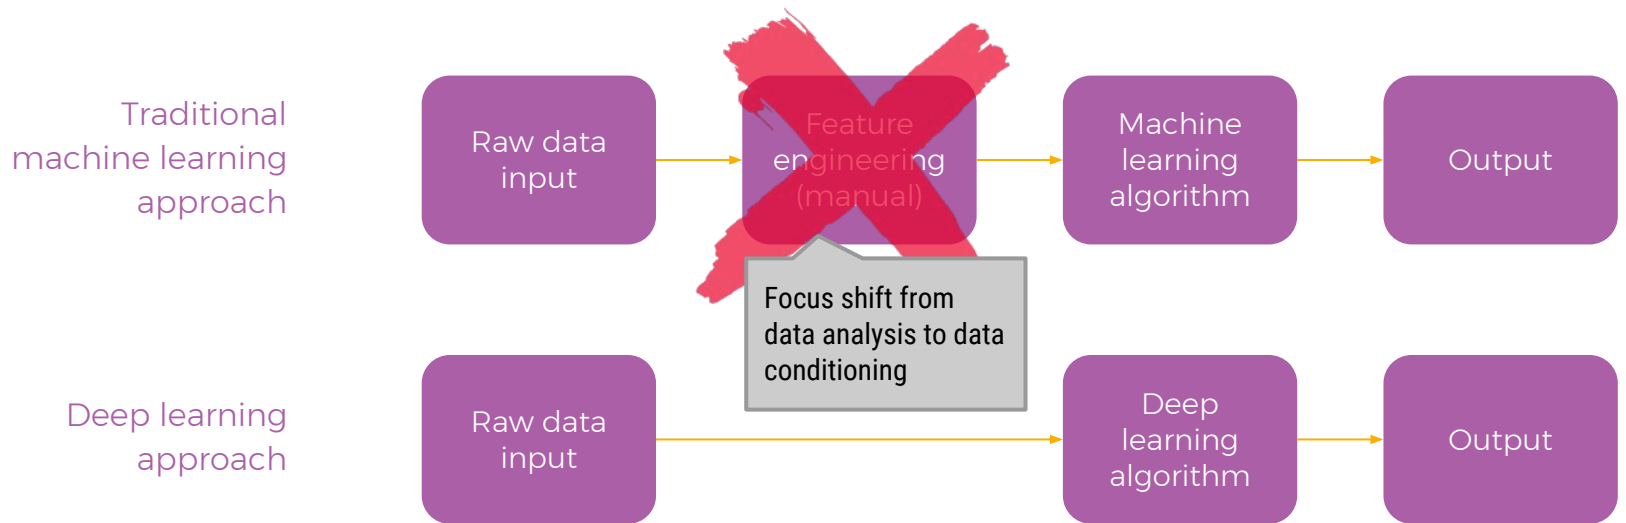 Traditional
machine learning
approach
Raw data
input
Feature
engineering
(manual)
Machine
learning
algorithm
Output
Focus shift from
data analysis to data
conditioning
Deep learning
approach
Raw data
input
Deep
learning
algorithm
Output